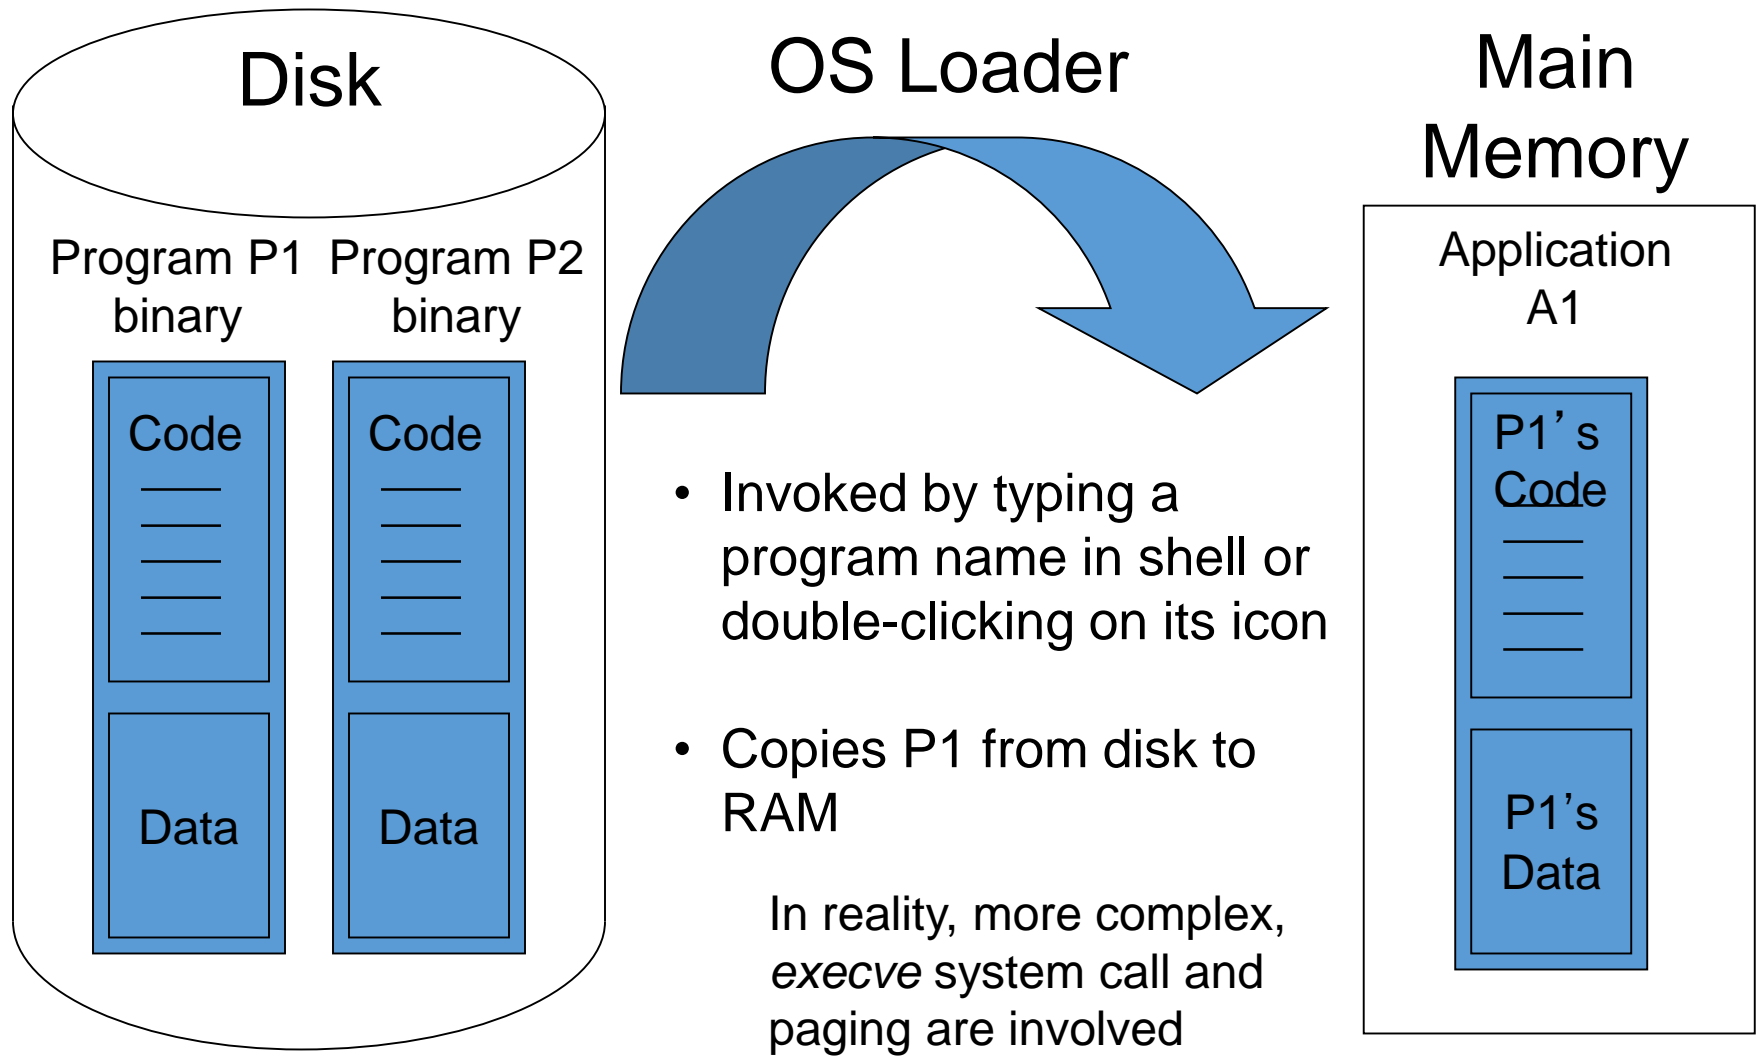 Disk
Program P1
binary
Program P2
binary
Code
Data
Code
Data
OS Loader
• Invoked by typing a
program name in shell or
double-clicking on its icon
• Copies P1 from disk to
RAM
In reality, more complex,
execve system call and
paging are involved
Main
Memory
Application
A1
P1’s
Code
P1’s
Data